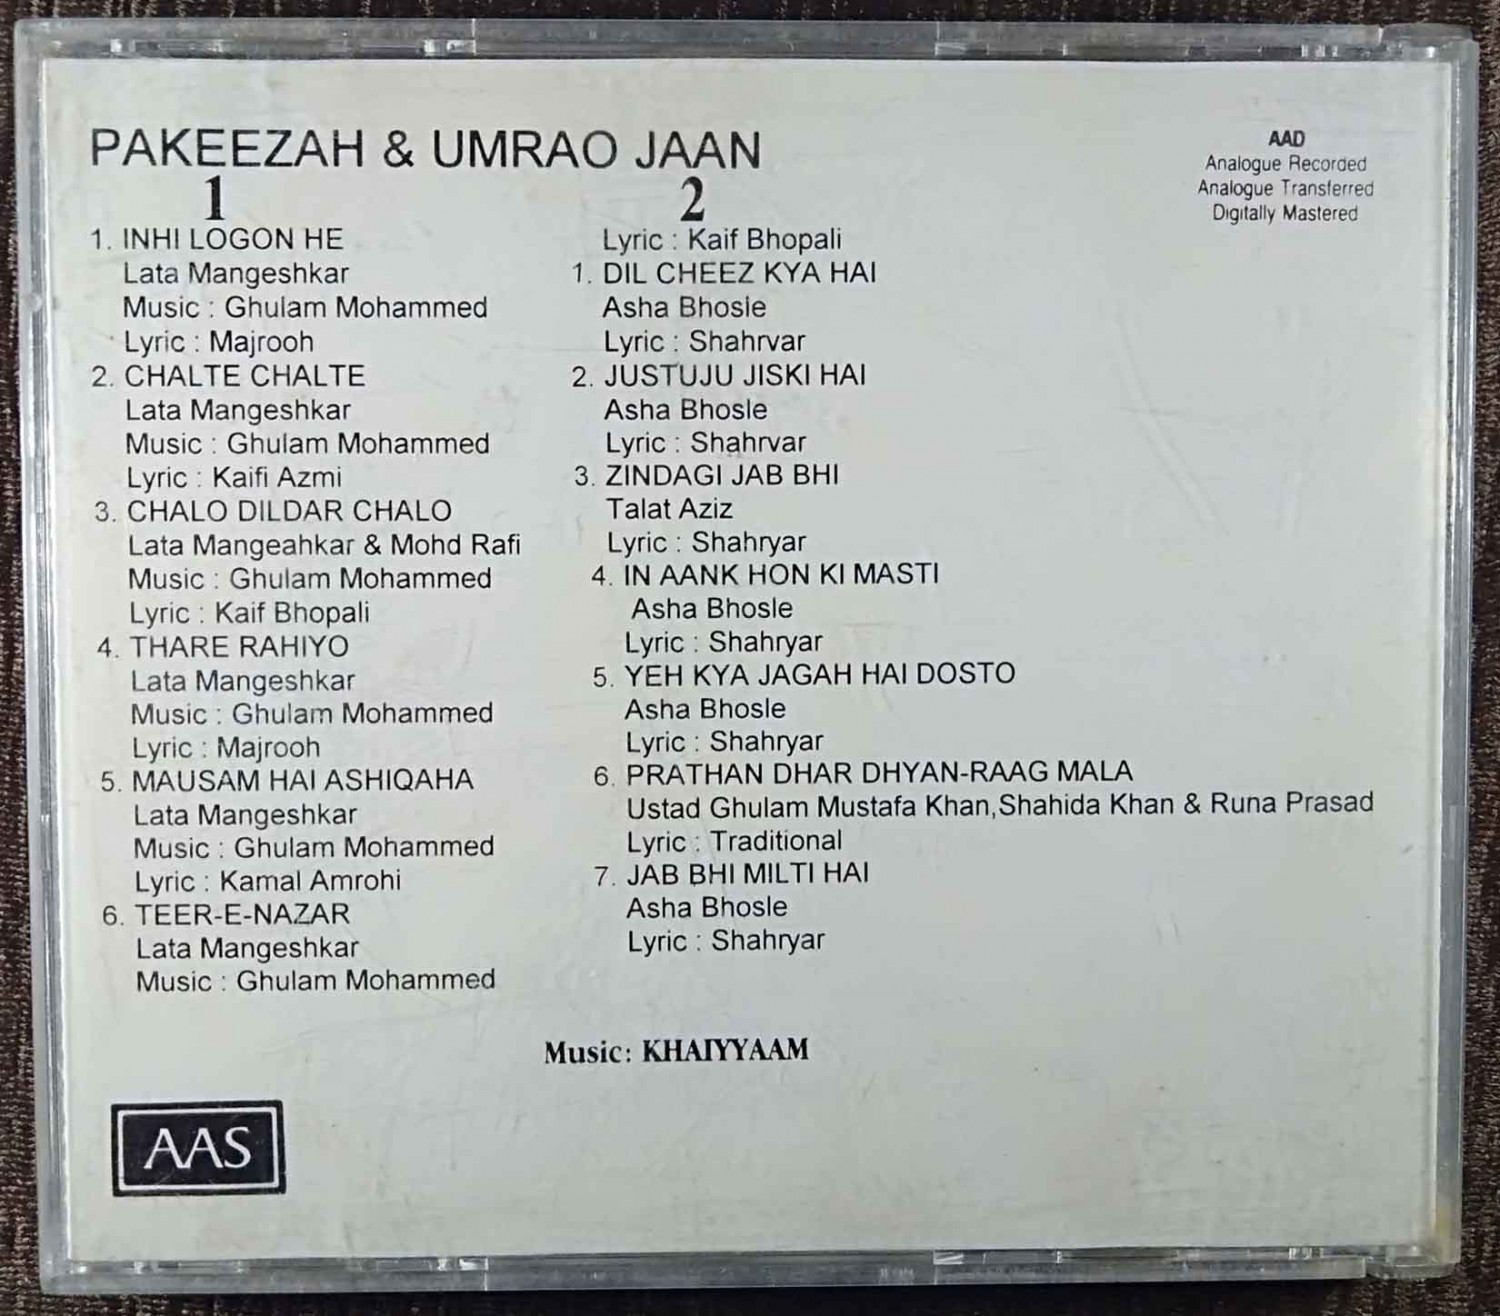 PAKEEZAH & UMRAO JAAN
AAD
Analogue Recorded
Analogue Transferred
Digitally Mastered
1
1. INHI LOGON HE
Lata Mangeshkar
Music : Ghulam Mohammed
Lyric : Majrooh
2. CHALTE CHALTE
Lata Mangeshkar
Music : Ghulam Mohammed
Lyric : Kaifi Azmi
3. CHALO DILDAR CHALO
Lata Mangeahkar & Mohd Rafi
Music : Ghulam Mohammed
Lyric : Kaif Bhopali
4. THARE RAHIYO
Lata Mangeshkar
Music : Ghulam Mohammed
Lyric : Majrooh
5. MAUSAM HAI ASHIQAHA
Lata Mangeshkar
Music : Ghulam Mohammed
Lyric : Kamal Amrohi
6. TEER-E-NAZAR
Lata Mangeshkar
Music : Ghulam Mohammed
2
Lyric : Kaif Bhopali
1. DIL CHEEZ KYA HAI
Asha Bhosle
Lyric : Shahrvar
2. JUSTUJU JISKI HAI
Asha Bhosle
Lyric : Shahrvar
3. ZINDAGI JAB BHI
Talat Aziz
Lyric : Shahryar
4. IN AANK HON KI MASTI
Asha Bhosle
Lyric : Shahryar
5. YEH KYA JAGAH HAI DOSTO
Asha Bhosle
Lyric : Shahryar
6. PRATHAN DHAR DHYAN-RAAG MALA
Ustad Ghulam Mustafa Khan,Shahida Khan & Runa Prasad
Lyric : Traditional
7. JAB BHI MILTI HAI
Asha Bhosle
Lyric : Shahryar
Music: KHAIYYAAM
AAS